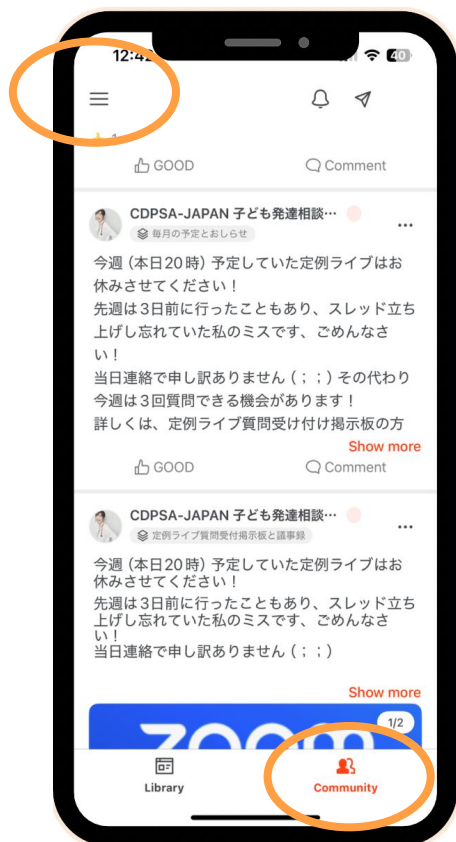 12:42
40
GOOD
Comment
CDPSA-JAPAN 子ども発達相談…
毎月の予定とおしらせ
今週 (本日20時) 予定していた定例ライブはお
休みさせてください！
先週は3日前に行ったこともあり、スレッド立ち
上げし忘れていた私のミスです、ごめんなさ
い！
当日連絡で申し訳ありません (；；) その代わり
今週は3回質問できる機会があります！
詳しくは、定例ライブ質問受け付け掲示板の方
Show more
GOOD
Comment
CDPSA-JAPAN 子ども発達相談…
定例ライブ質問受付掲示板と議事録
今週 (本日20時) 予定していた定例ライブはお
休みさせてください！
先週は3日前に行ったこともあり、スレッド立ち
上げし忘れていた私のミスです、ごめんなさ
い！
当日連絡で申し訳ありません (；；)
Show more
1/2
zoom
Library
Community